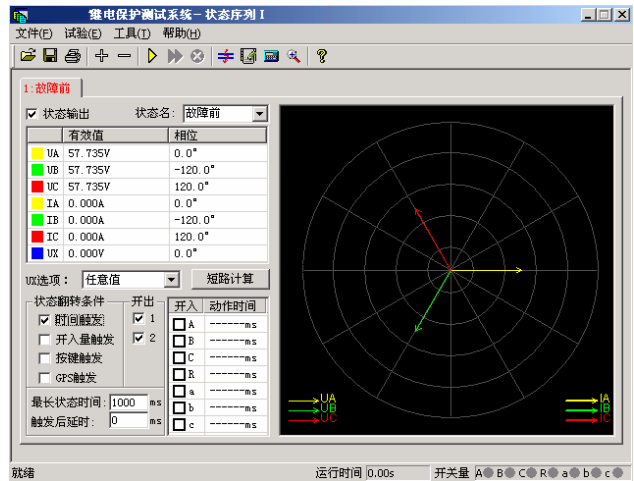 继电保护测试系统－状态序列 I
文件(F) 试验(E) 工具(T) 帮助(H)
1:故障前
状态输出 状态名: 故障前
有效值 相位
UA 57.735V 0.0°
UB 57.735V -120.0°
UC 57.735V 120.0°
IA 0.000A 0.0°
IB 0.000A -120.0°
IC 0.000A 120.0°
UX 0.000V 0.0°
UX选项: 任意值 短路计算
状态翻转条件 开出 开入 动作时间
时间触发 1 A ------ms
开入量触发 2 B ------ms
按键触发 C ------ms
GPS触发 R ------ms
a ------ms
最长状态时间: 1000 ms b ------ms
触发后延时: 0 ms c ------ms
UA IA
UB IB
UC IC
就绪 运行时间 0.00s 开关量 A B C R a b c